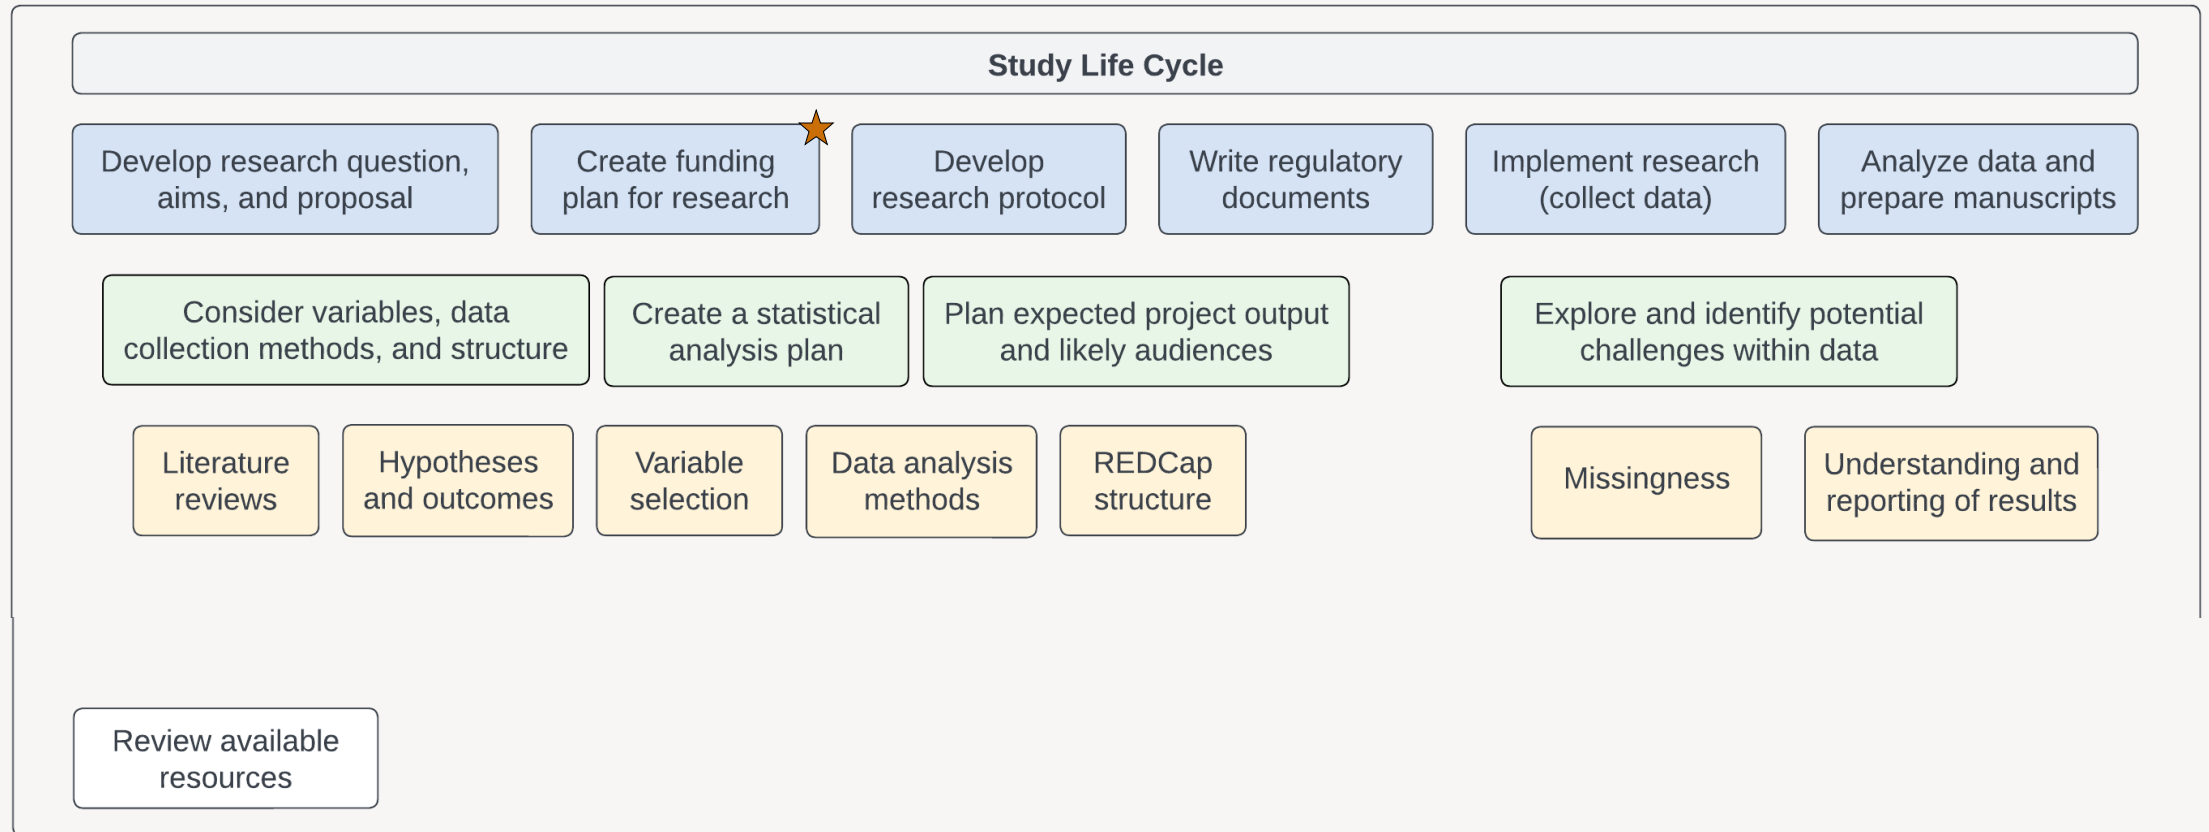 Study Life Cycle
Develop research question,
aims, and proposal
Create funding
plan for research
Develop
research protocol
Write regulatory
documents
Implement research
(collect data)
Analyze data and
prepare manuscripts
Consider variables, data
collection methods, and structure
Create a statistical
analysis plan
Plan expected project output
and likely audiences
Explore and identify potential
challenges within data
Literature
reviews
Hypotheses
and outcomes
Variable
selection
Data analysis
methods
REDCap
structure
Missingness
Understanding and
reporting of results
Review available
resources